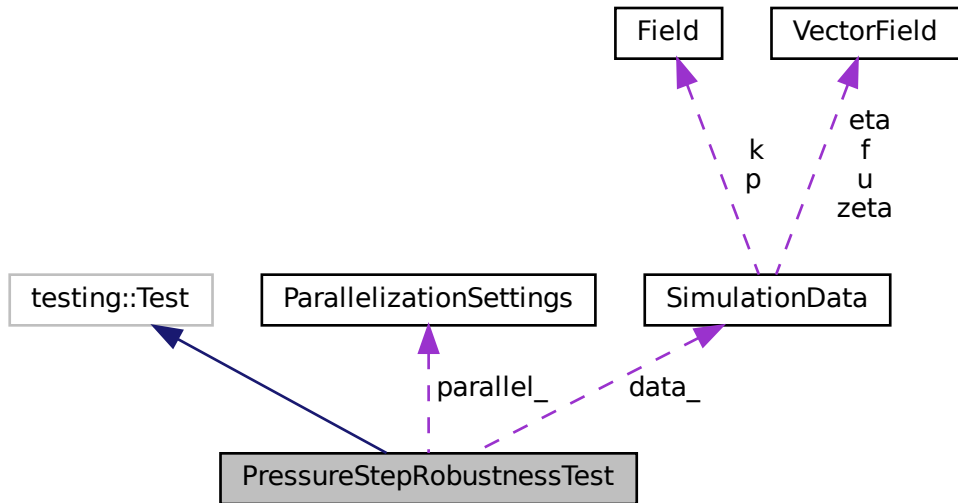 Field
VectorField
k
p
eta
f
u
zeta
testing::Test
ParallelizationSettings
SimulationData
parallel_
data_
PressureStepRobustnessTest